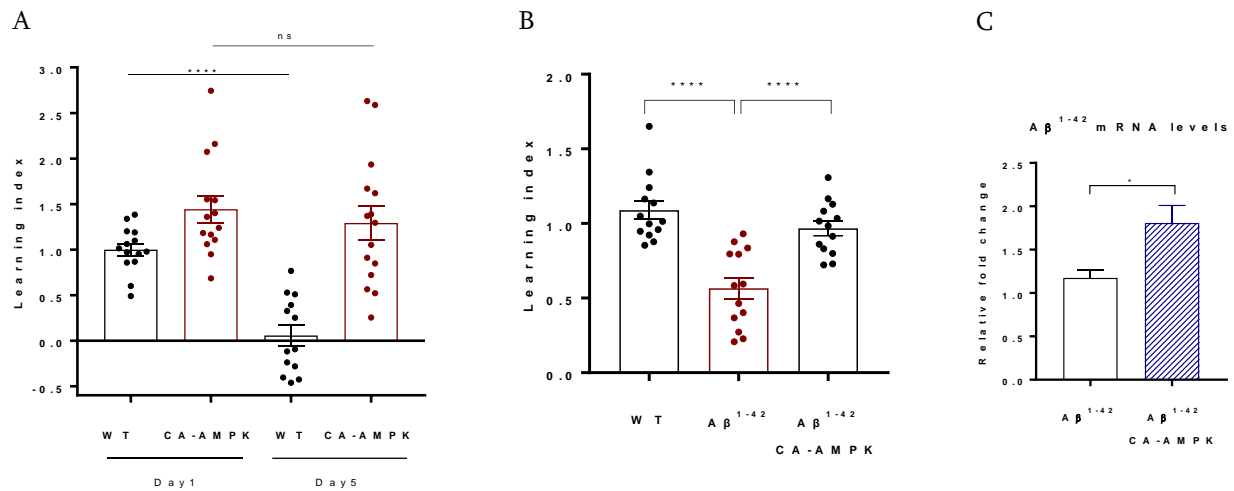 A
ns
****
3.0
2.5
2.0
1.5
1.0
0.5
0.0
-0.5
Learning index
WT CA-AMPK WT CA-AMPK
Day1 Day5
B
**** ****
2.0
1.5
1.0
0.5
0.0
Learning index
WT Aβ¹⁻⁴² Aβ¹⁻⁴²
CA-AMPK
C
Aβ¹⁻⁴² mRNA levels
*
2.5
2.0
1.5
1.0
0.5
0.0
Relative fold change
Aβ¹⁻⁴² Aβ¹⁻⁴²
CA-AMPK